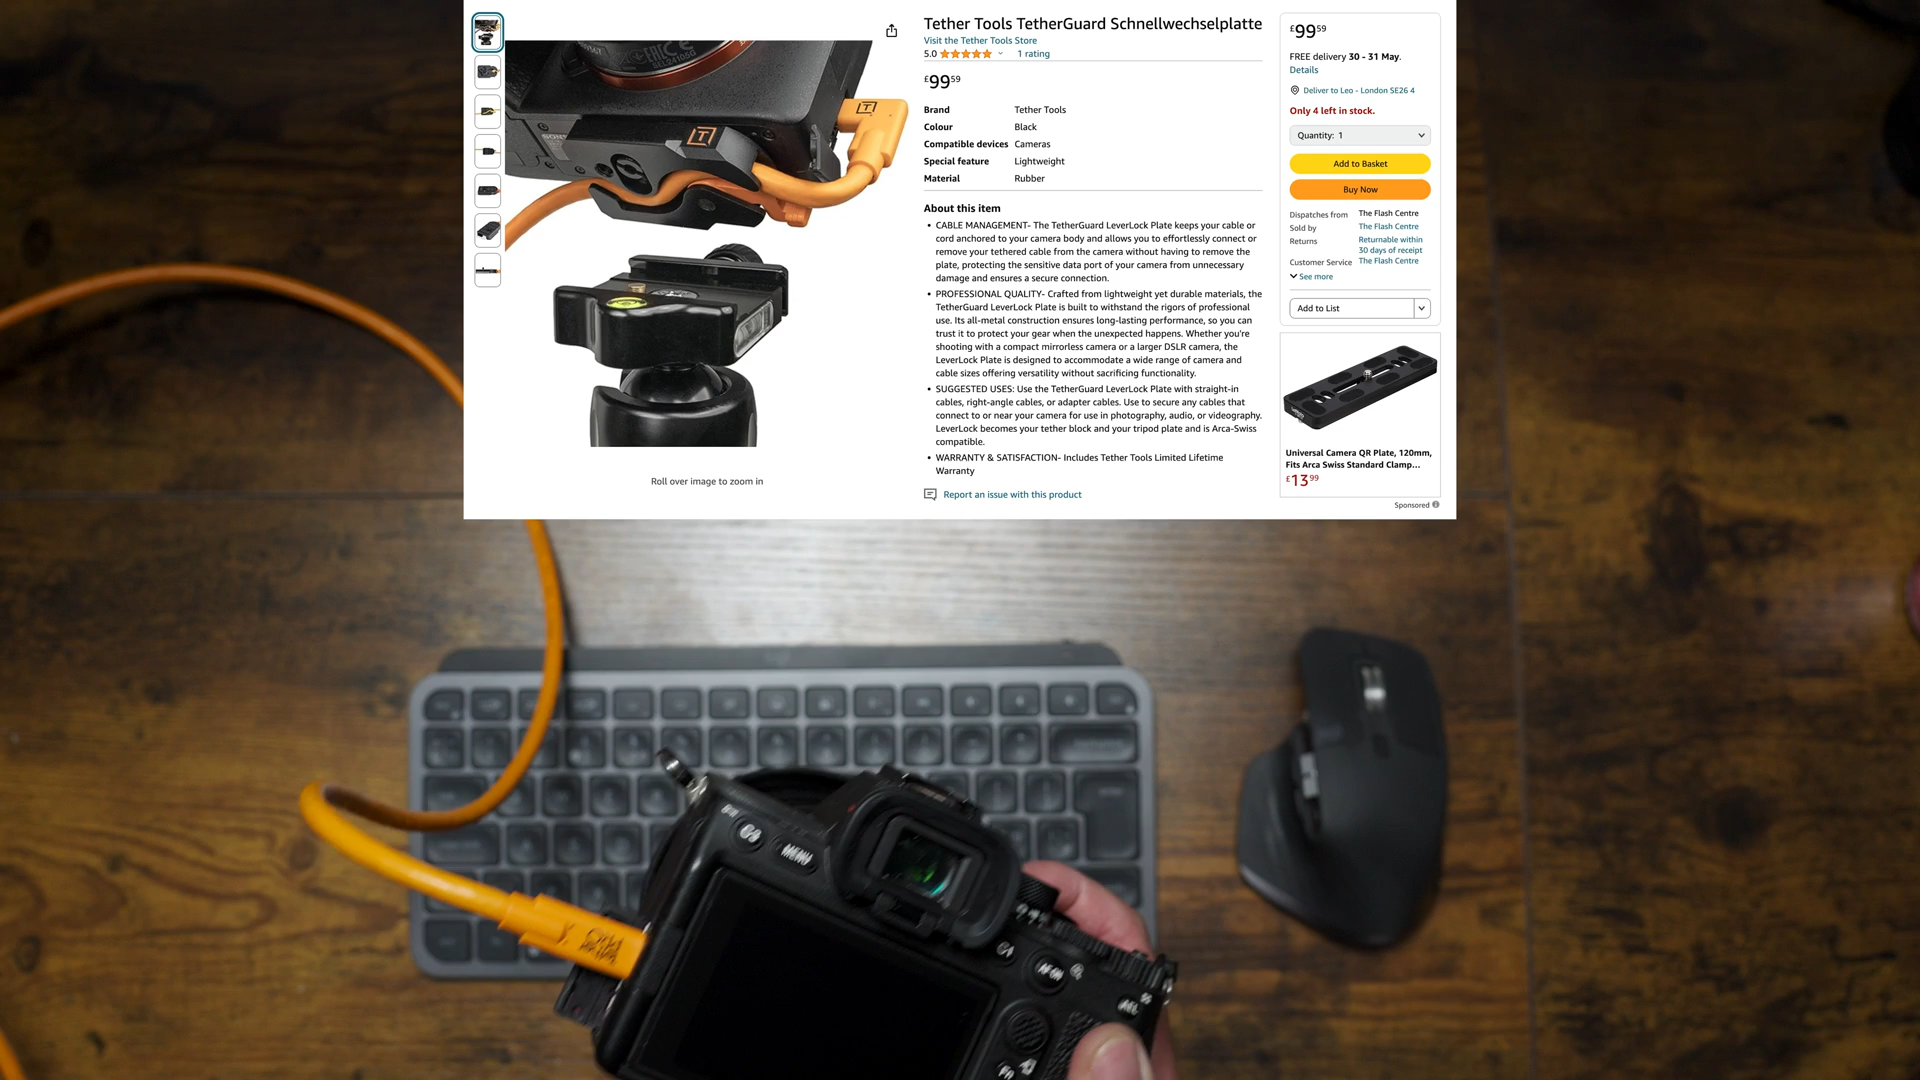 Tether Tools TetherGuard Schnellwechselplatte
Visit the Tether Tools Store
5.0
1 rating
£99 59
Brand Tether Tools
Colour Black
Compatible devices Cameras
Special feature Lightweight
Material Rubber
About this item
• CABLE MANAGEMENT- The TetherGuard LeverLock Plate keeps your cable or
cord anchored to your camera body and allows you to effortlessly connect or
remove your tethered cable from the camera without having to remove the
plate, protecting the sensitive data port of your camera from unnecessary
damage and ensures a secure connection.
• PROFESSIONAL QUALITY- Crafted from lightweight yet durable materials, the
TetherGuard LeverLock Plate is built to withstand the rigors of professional
use. Its all-metal construction ensures long-lasting performance, so you can
trust it to protect your gear when the unexpected happens. Whether you're
shooting with a compact mirrorless camera or a larger DSLR camera, the
LeverLock Plate is designed to accommodate a wide range of camera and
cable sizes offering versatility without sacrificing functionality.
• SUGGESTED USES: Use the TetherGuard LeverLock Plate with straight-in
cables, right-angle cables, or adapter cables. Use to secure any cables that
connect to or near your camera for use in photography, audio, or videography.
LeverLock becomes your tether block and your tripod plate and is Arca-Swiss
compatible.
• WARRANTY & SATISFACTION- Includes Tether Tools Limited Lifetime
Warranty
Report an issue with this product
Roll over image to zoom in
£99 59
FREE delivery 30 - 31 May.
Details
Deliver to Leo - London SE26 4
Only 4 left in stock.
Quantity: 1
Add to Basket
Buy Now
Dispatches from The Flash Centre
Sold by The Flash Centre
Returns Returnable within
30 days of receipt
Customer Service The Flash Centre
See more
Add to List
Universal Camera QR Plate, 120mm,
Fits Arca Swiss Standard Clamp...
£13 99
Sponsored
MENU
AF-ON
AEL